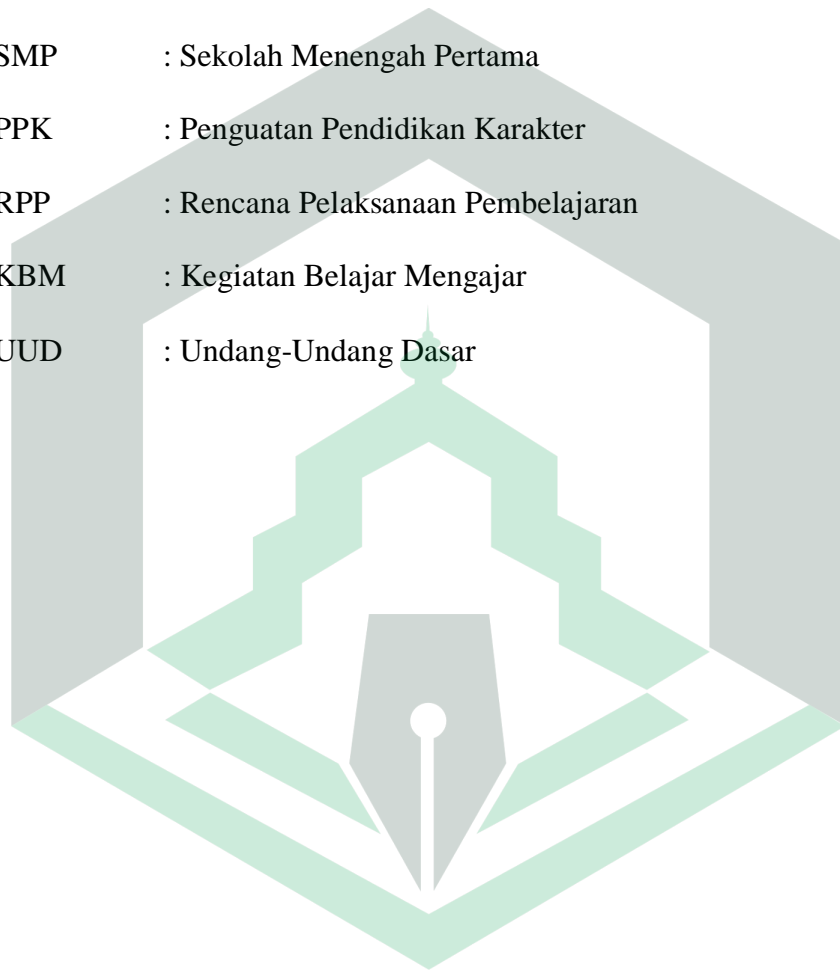 SMP : Sekolah Menengah Pertama
PPK : Penguatan Pendidikan Karakter
RPP : Rencana Pelaksanaan Pembelajaran
KBM : Kegiatan Belajar Mengajar
UUD : Undang-Undang Dasar